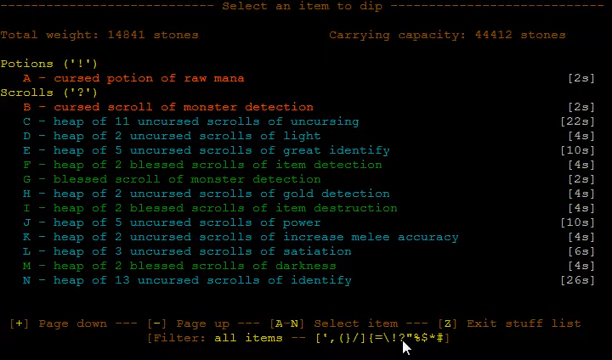 Select an item to dip
Total weight: 14841 stones Carrying capacity: 44412 stones
Potions ('!')
A - cursed potion of raw mana [2s]
Scrolls ('?')
B - cursed scroll of monster detection [2s]
C - heap of 11 uncursed scrolls of uncursing [22s]
D - heap of 2 uncursed scrolls of light [4s]
E - heap of 5 uncursed scrolls of great identify [10s]
F - heap of 2 blessed scrolls of item detection [4s]
G - blessed scroll of monster detection [2s]
H - heap of 2 uncursed scrolls of gold detection [4s]
I - heap of 2 blessed scrolls of item destruction [4s]
J - heap of 5 uncursed scrolls of power [10s]
K - heap of 2 uncursed scrolls of increase melee accuracy [4s]
L - heap of 3 uncursed scrolls of satiation [6s]
M - heap of 2 blessed scrolls of darkness [4s]
N - heap of 13 uncursed scrolls of identify [26s]
[+] Page down --- [-] Page up --- [A-N] Select item --- [Z] Exit stuff list
[Filter: all items -- [',(}/]{=\!?"%$*#]